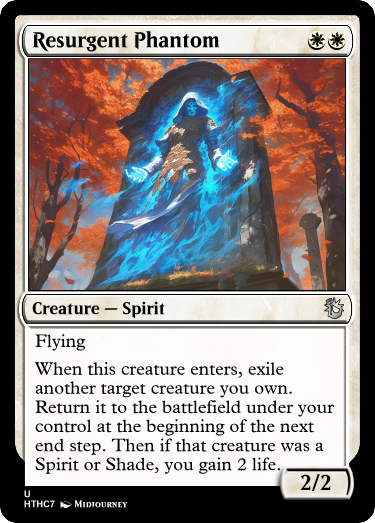 Resurgent Phantom
Creature — Spirit
Flying
When this creature enters, exile
another target creature you own.
Return it to the battlefield under your
control at the beginning of the next
end step. Then if that creature was a
Spirit or Shade, you gain 2 life.
2/2
U
HTHC7 Midjourney